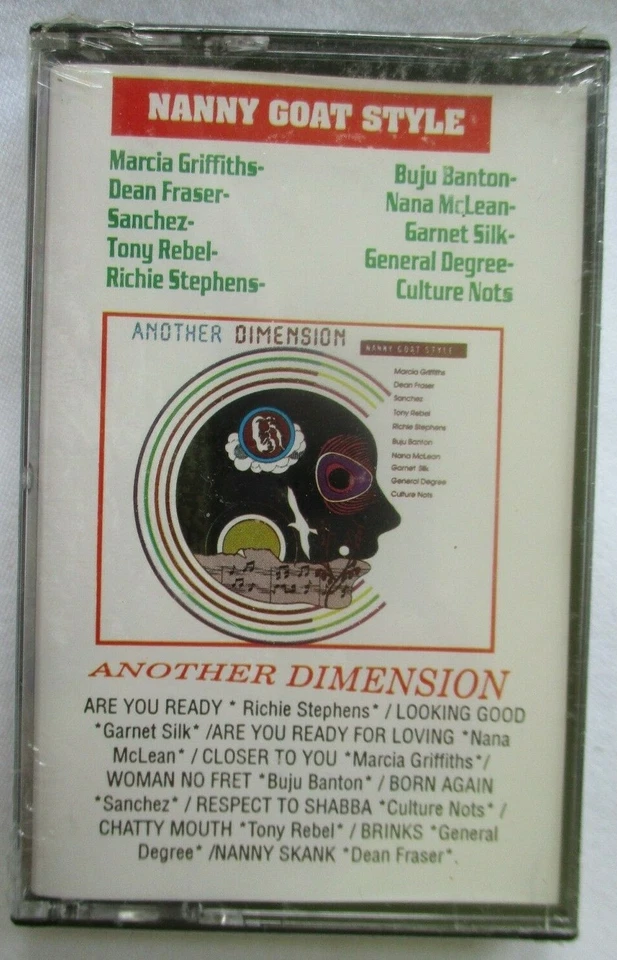 NANNY GOAT STYLE
Marcia Griffiths-
Dean Fraser-
Sanchez-
Tony Rebel-
Richie Stephens-
Buju Banton-
Nana McLean-
Garnet Silk-
General Degree-
Culture Nots
ANOTHER DIMENSION
NANNY GOAT STYLE
Marcia Griffiths
Dean Fraser
Sanchez
Tony Rebel
Richie Stephens
Buju Banton
Nana McLean
Garnet Silk
General Degree
Culture Nots
ANOTHER DIMENSION
ARE YOU READY * Richie Stephens* / LOOKING GOOD
*Garnet Silk* /ARE YOU READY FOR LOVING *Nana
McLean* / CLOSER TO YOU *Marcia Griffiths*/
WOMAN NO FRET *Buju Banton* / BORN AGAIN
*Sanchez* / RESPECT TO SHABBA *Culture Nots* /
CHATTY MOUTH *Tony Rebel* / BRINKS *General
Degree* /NANNY SKANK *Dean Fraser*.